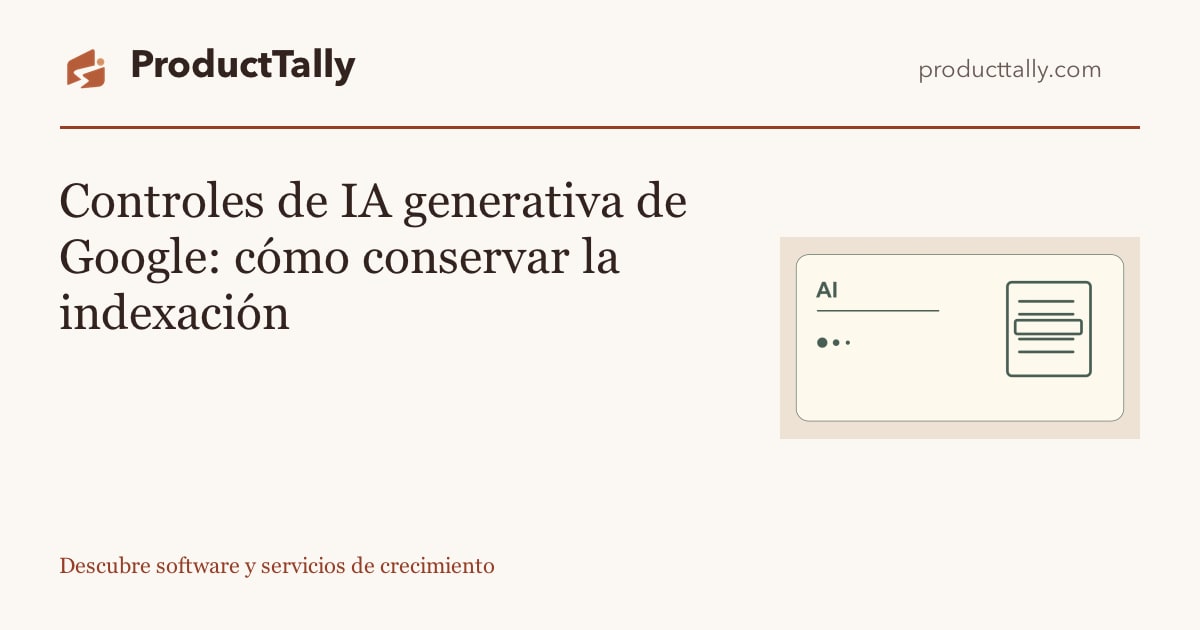 ProductTally
producttally.com
Controles de IA generativa de
Google: cómo conservar la
indexación
AI
Descubre software y servicios de crecimiento